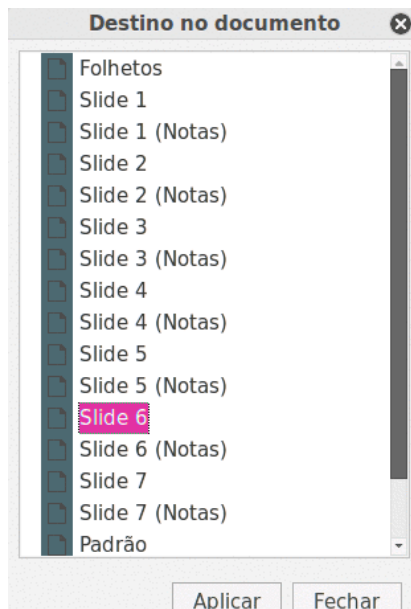 Destino no documento
Folhetos
Slide 1
Slide 1 (Notas)
Slide 2
Slide 2 (Notas)
Slide 3
Slide 3 (Notas)
Slide 4
Slide 4 (Notas)
Slide 5
Slide 5 (Notas)
Slide 6
Slide 6 (Notas)
Slide 7
Slide 7 (Notas)
Padrão
Aplicar Fechar